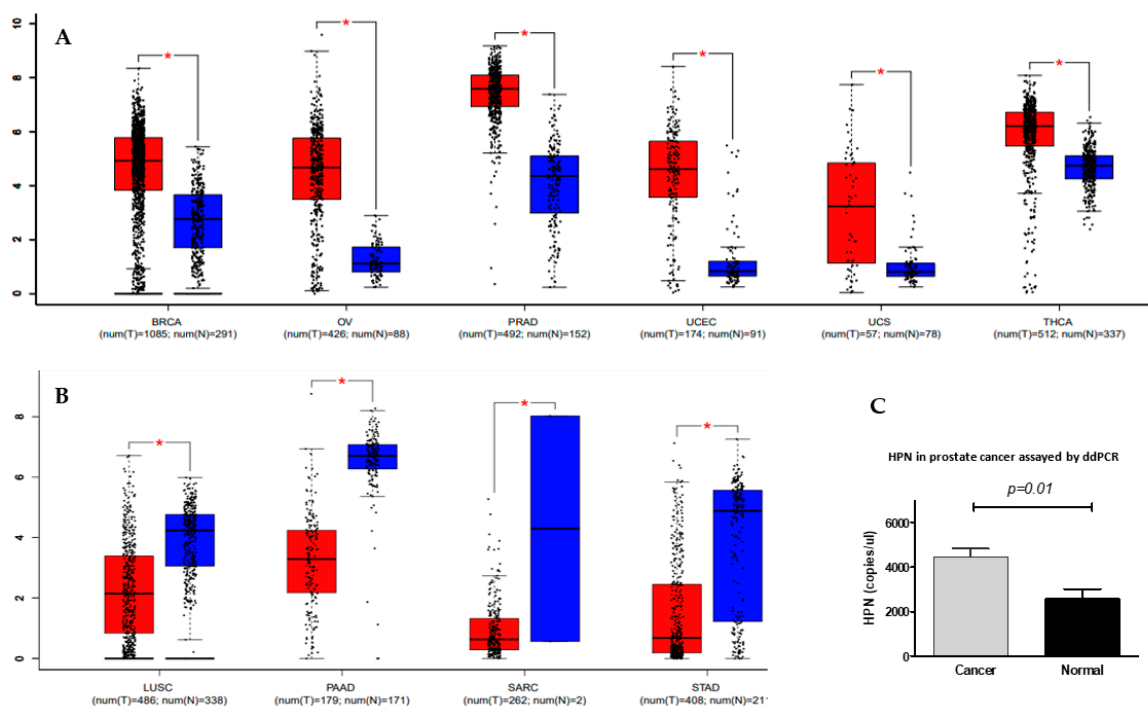 A
10
8
6
4
2
0
*
*
*
*
*
*
BRCA
(num(T)=1085; num(N)=291)
OV
(num(T)=426; num(N)=88)
PRAD
(num(T)=492; num(N)=152)
UCEC
(num(T)=174; num(N)=91)
UCS
(num(T)=57; num(N)=78)
THCA
(num(T)=512; num(N)=337)
B
8
6
4
2
0
*
*
*
*
LUSC
(num(T)=486; num(N)=338)
PAAD
(num(T)=179; num(N)=171)
SARC
(num(T)=262; num(N)=2)
STAD
(num(T)=408; num(N)=21
C
HPN in prostate cancer assayed by ddPCR
p=0.01
HPN (copies/ul)
6000
4000
2000
0
Cancer
Normal